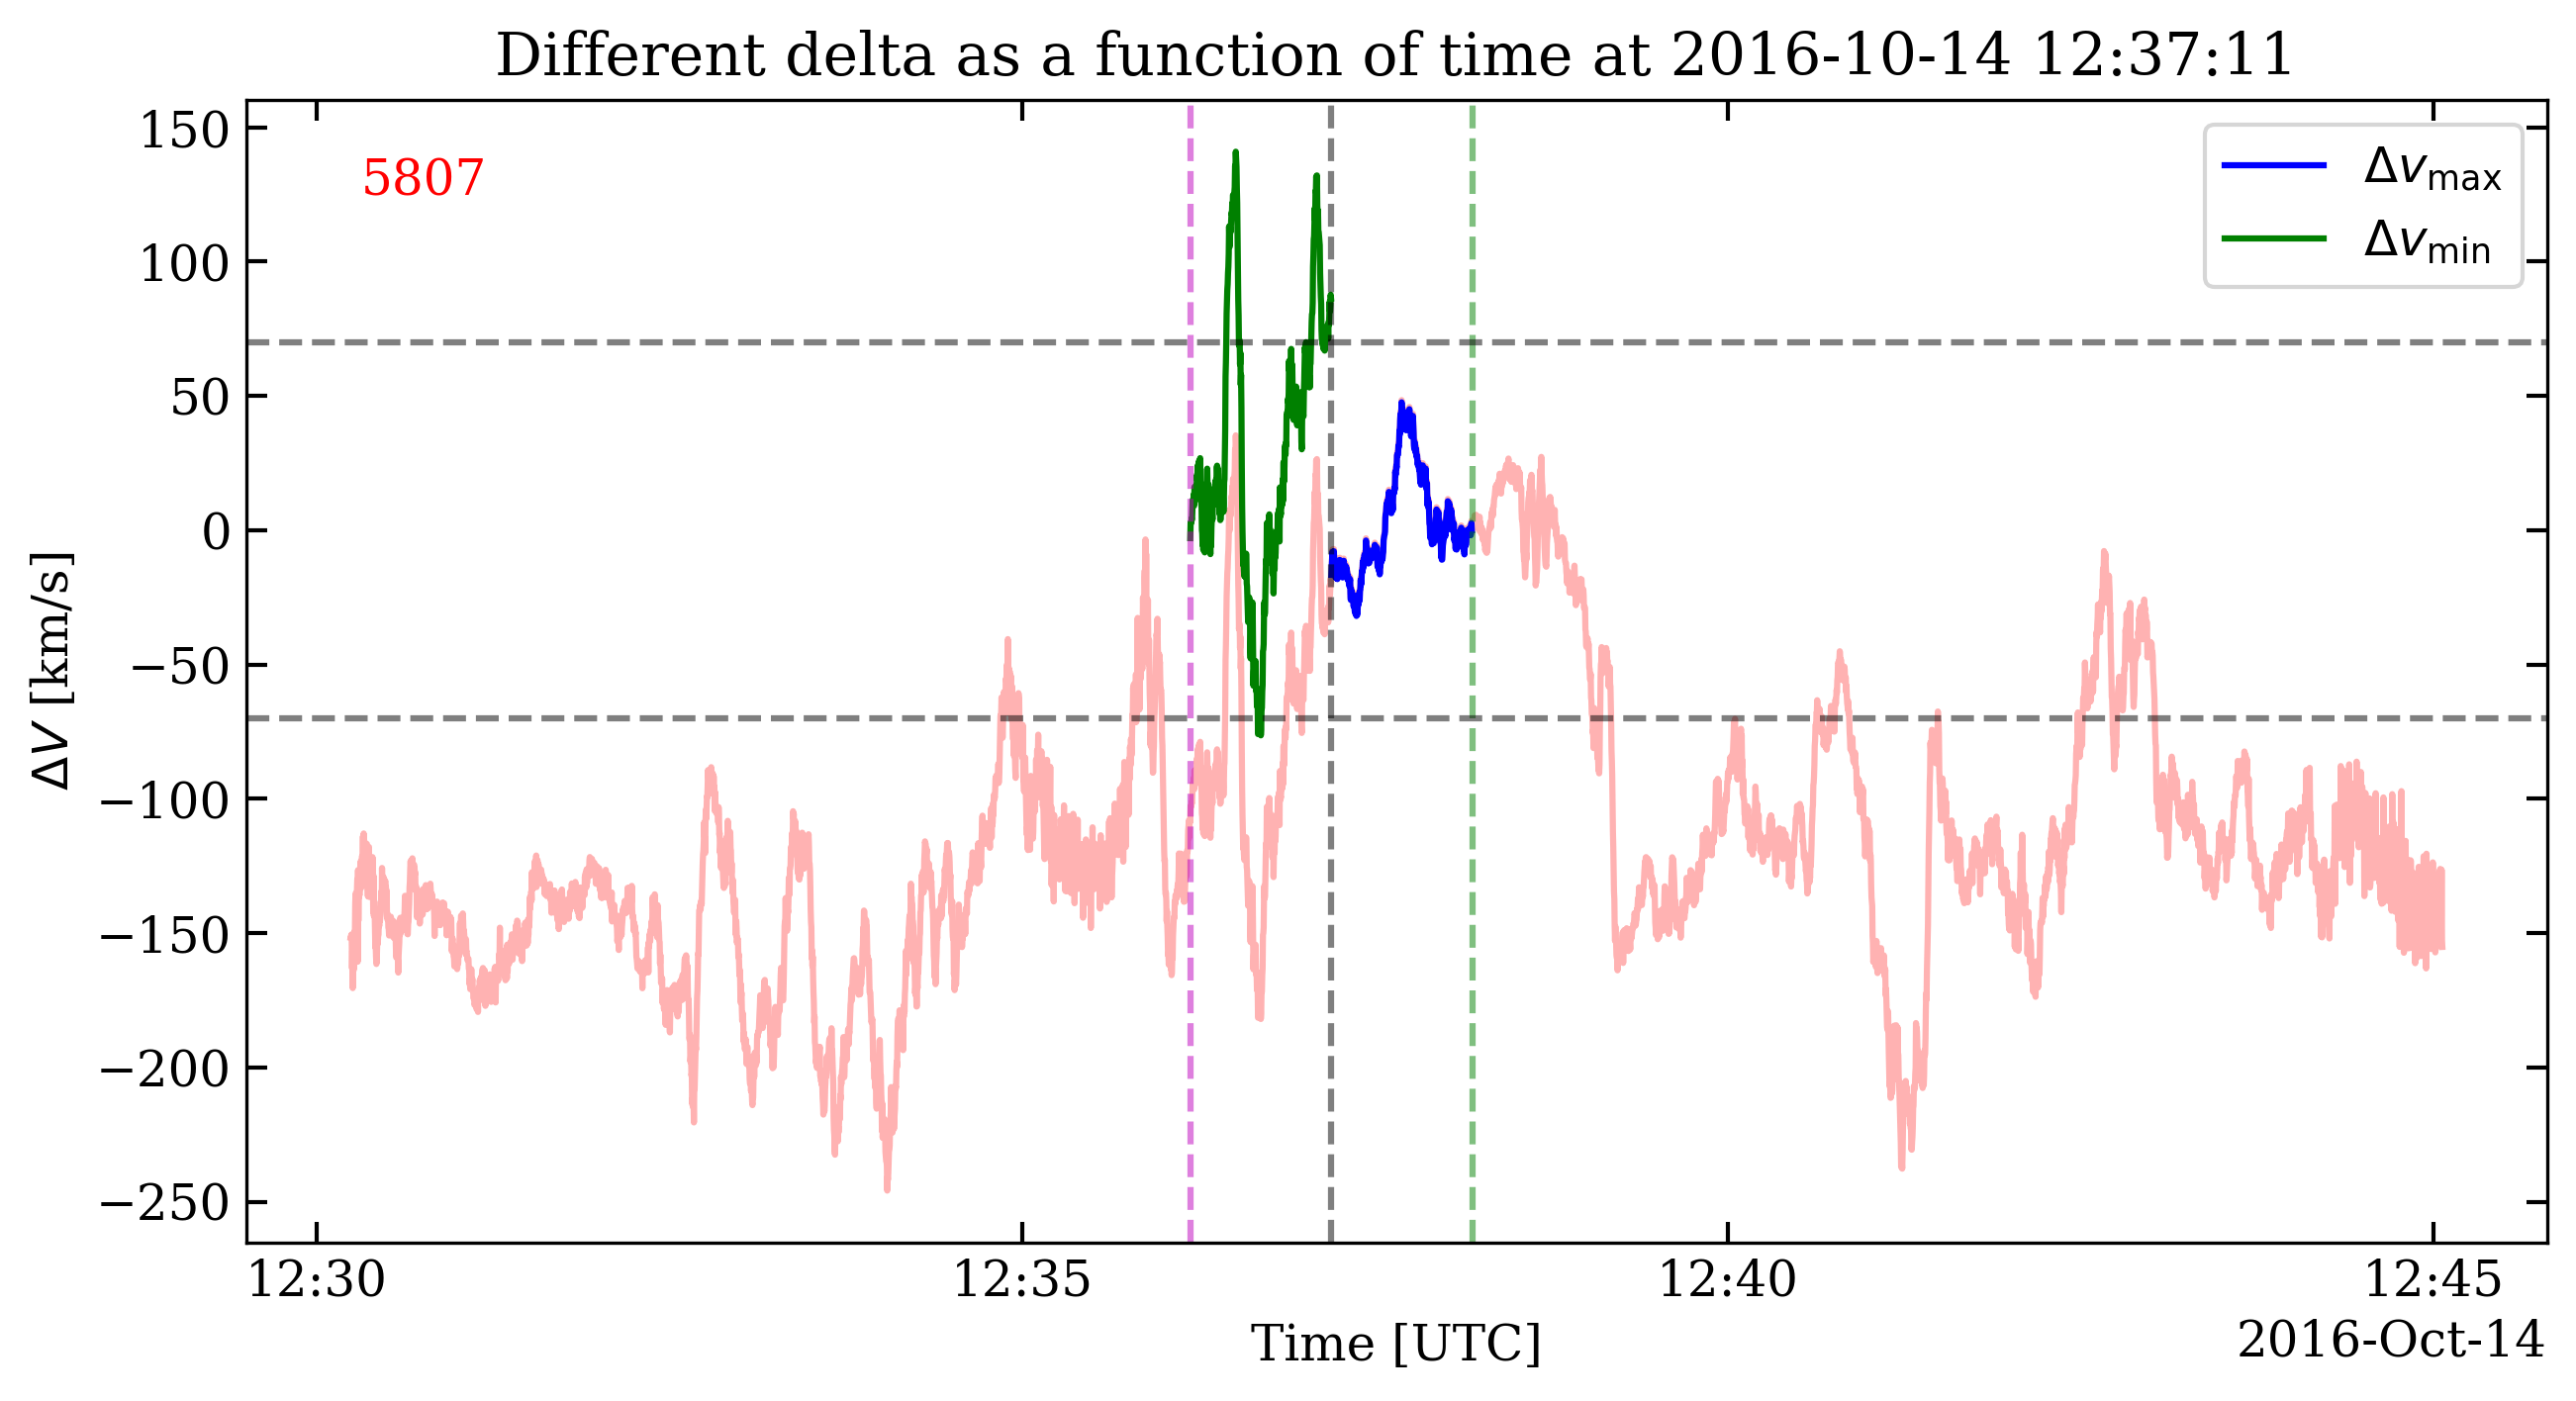 Different delta as a function of time at 2016-10-14 12:37:11
5807
Δv_max
Δv_min
150
100
50
0
−50
−100
−150
−200
−250
ΔV [km/s]
12:30
12:35
12:40
12:45
Time [UTC]
2016-Oct-14